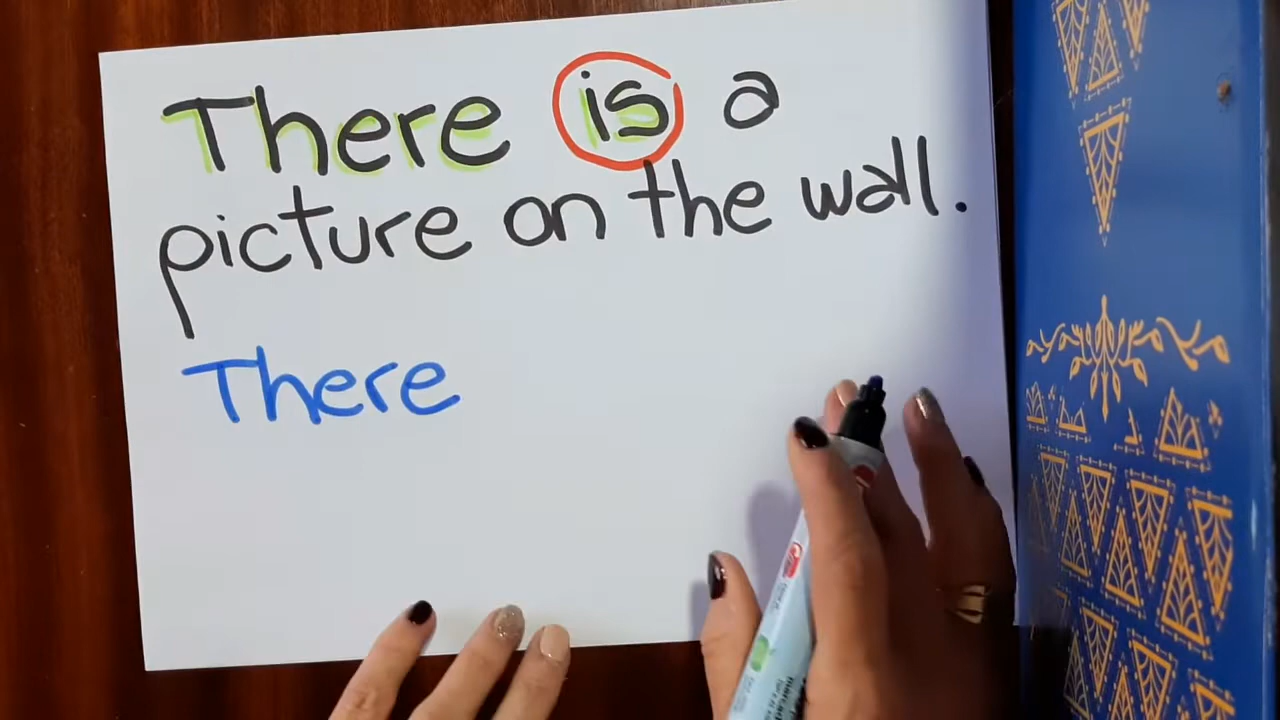 There is a
picture on the wall.
There